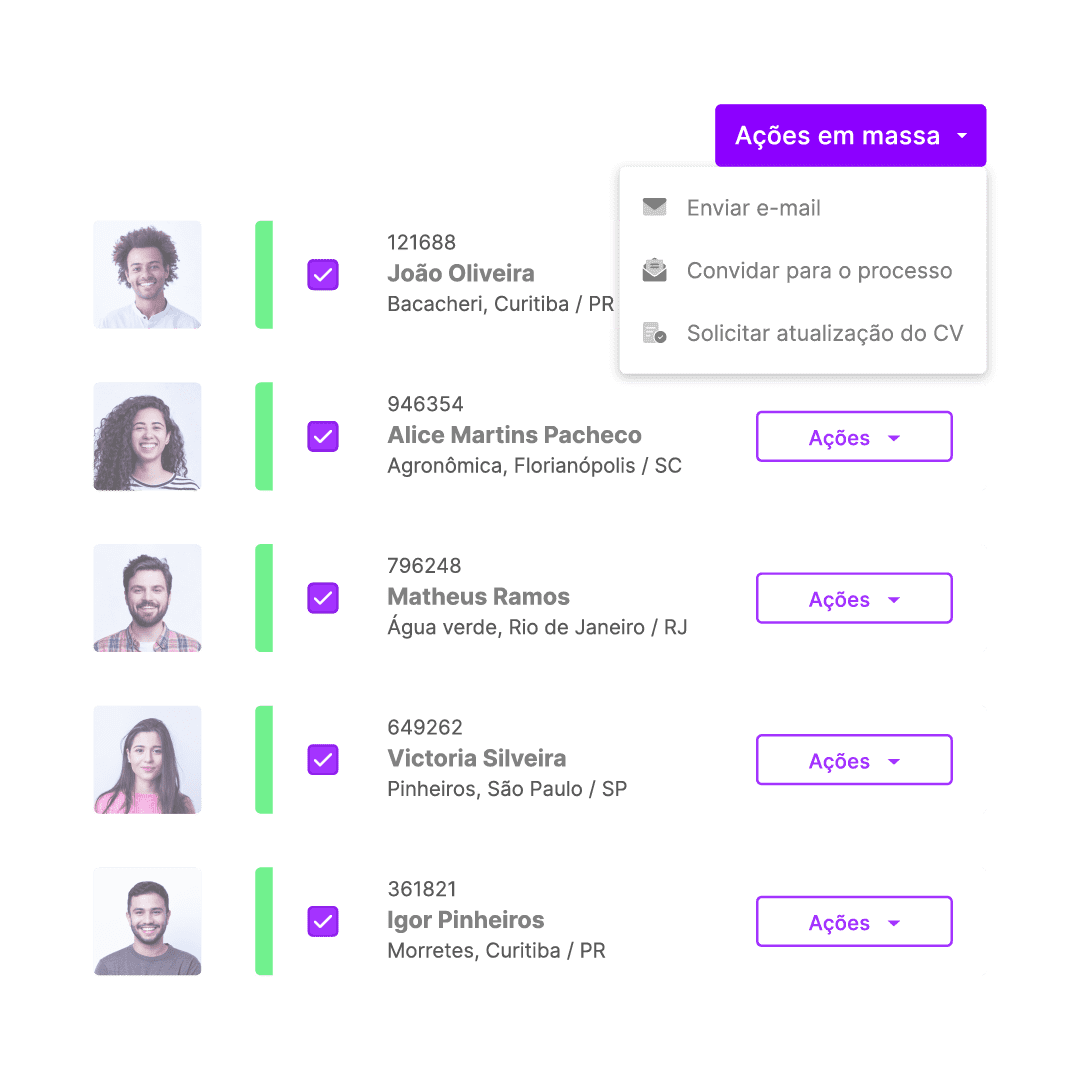 Ações em massa
Enviar e-mail
Convidar para o processo
Solicitar atualização do CV
121688
João Oliveira
Bacacheri, Curitiba / PR
946354
Alice Martins Pacheco
Agronômica, Florianópolis / SC
Ações
796248
Matheus Ramos
Água verde, Rio de Janeiro / RJ
Ações
649262
Victoria Silveira
Pinheiros, São Paulo / SP
Ações
361821
Igor Pinheiros
Morretes, Curitiba / PR
Ações